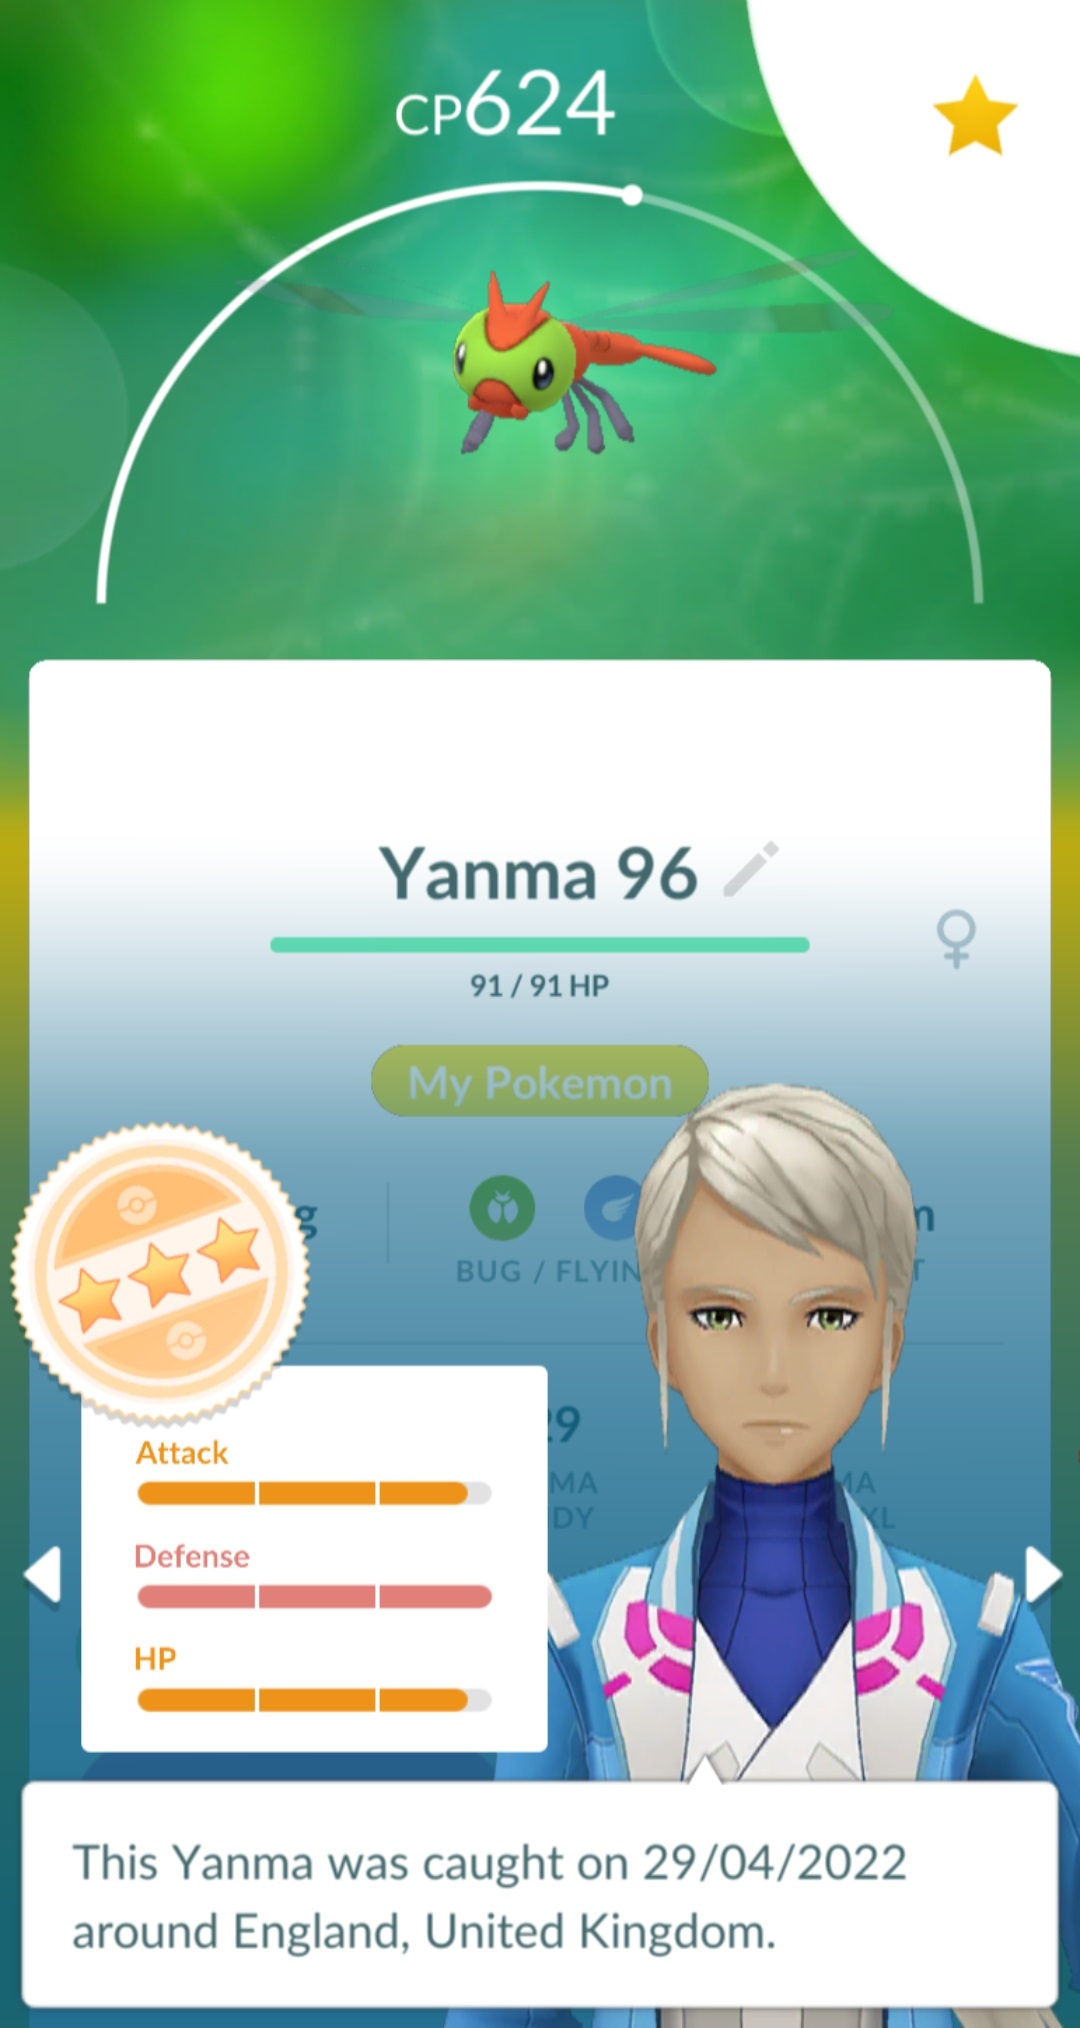 CP624
Yanma 96
91 / 91 HP
My Pokemon
BUG / FLYIN
Attack
Defense
HP
This Yanma was caught on 29/04/2022
around England, United Kingdom.